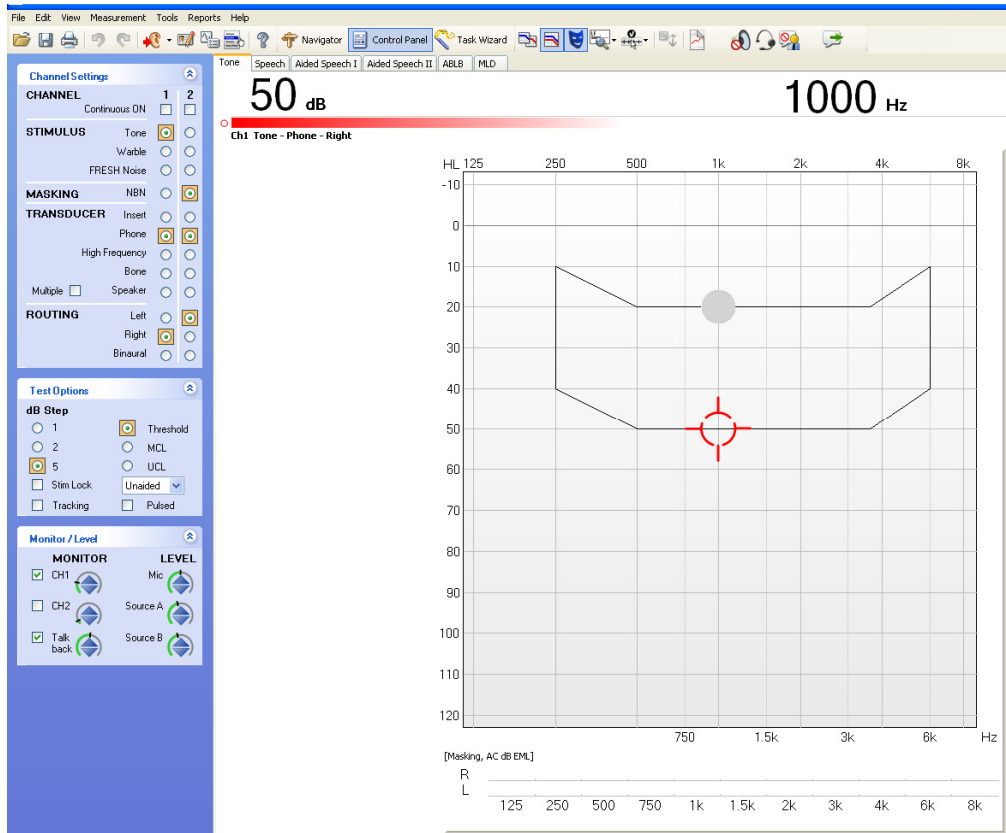 File Edit View Measurement Tools Reports Help
Navigator Control Panel Task Wizard
Tone Speech Aided Speech I Aided Speech II ABLB MLD
Channel Settings
CHANNEL 1 2
Continuous ON
STIMULUS Tone
Warble
FRESH Noise
MASKING NBN
TRANSDUCER Insert
Phone
High Frequency
Bone
Multiple Speaker
ROUTING Left
Right
Binaural
Test Options
dB Step
1 Threshold
2 MCL
5 UCL
Stim Lock Unaided
Tracking Pulsed
Monitor / Level
MONITOR LEVEL
CH1 Mic
CH2 Source A
Talk back Source B
50 dB 1000 Hz
Ch1 Tone - Phone - Right
HL 125 250 500 1k 2k 4k 8k
-10
0
10
20
30
40
50
60
70
80
90
100
110
120
750 1.5k 3k 6k Hz
[Masking, AC dB EML]
R
L
125 250 500 750 1k 1.5k 2k 3k 4k 6k 8k